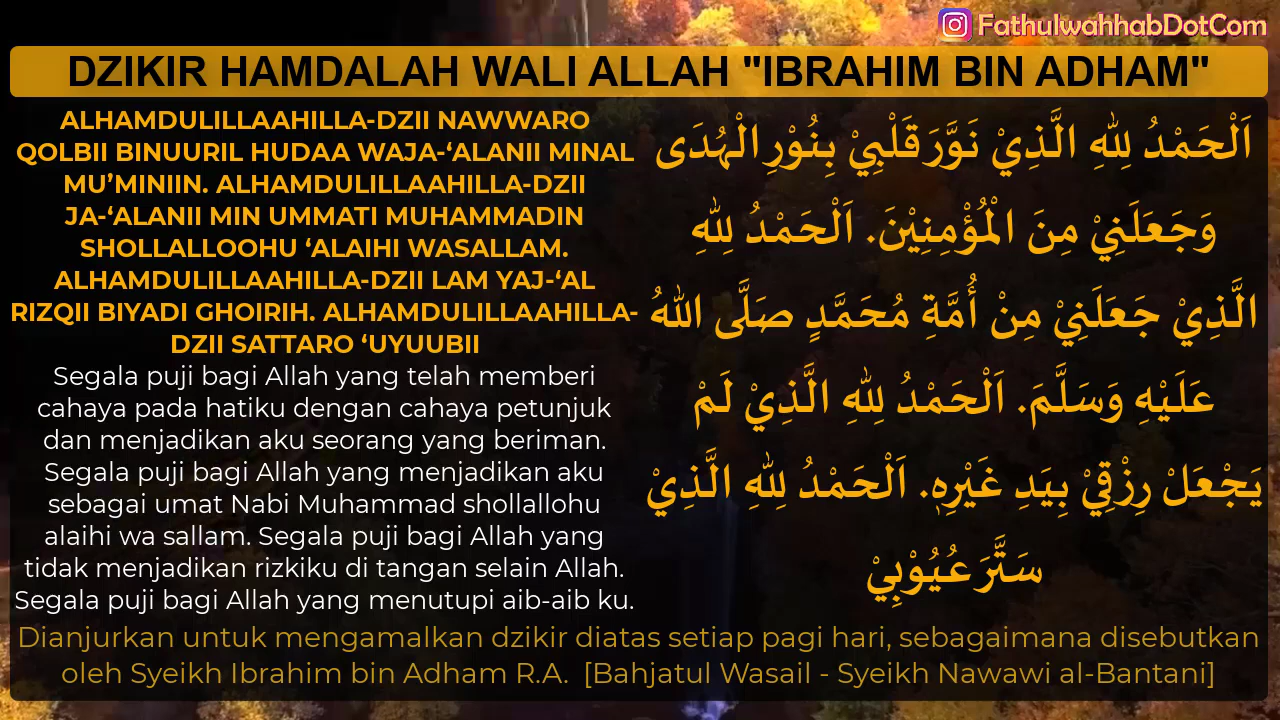 FathulwahhabDotCom
DZIKIR HAMDALAH WALI ALLAH "IBRAHIM BIN ADHAM"
ALHAMDULILLAAHILLA-DZII NAWWARO
QOLBII BINUURIL HUDAA WAJA-‘ALANII MINAL
MU’MINIIN. ALHAMDULILLAAHILLA-DZII
JA-‘ALANII MIN UMMATI MUHAMMADIN
SHOLLALLOOHU ‘ALAIHI WASALLAM.
ALHAMDULILLAAHILLA-DZII LAM YAJ-‘AL
RIZQII BIYADI GHOIRIH. ALHAMDULILLAAHILLA-
DZII SATTARO ‘UYUUBII
Segala puji bagi Allah yang telah memberi
cahaya pada hatiku dengan cahaya petunjuk
dan menjadikan aku seorang yang beriman.
Segala puji bagi Allah yang menjadikan aku
sebagai umat Nabi Muhammad shollallohu
alaihi wa sallam. Segala puji bagi Allah yang
tidak menjadikan rizkiku di tangan selain Allah.
Segala puji bagi Allah yang menutupi aib-aib ku.
اَلْحَمْدُ لِلّٰهِ الَّذِيْ نَوَّرَ قَلْبِيْ بِنُوْرِ الْهُدَى
وَجَعَلَنِيْ مِنَ الْمُؤْمِنِيْنَ. اَلْحَمْدُ لِلّٰهِ
الَّذِيْ جَعَلَنِيْ مِنْ أُمَّةِ مُحَمَّدٍ صَلَّى اللهُ
عَلَيْهِ وَسَلَّمَ. اَلْحَمْدُ لِلّٰهِ الَّذِيْ لَمْ
يَجْعَلْ رِزْقِيْ بِيَدِ غَيْرِهٖ. اَلْحَمْدُ لِلّٰهِ الَّذِيْ
سَتَّرَ عُيُوْبِيْ
Dianjurkan untuk mengamalkan dzikir diatas setiap pagi hari, sebagaimana disebutkan
oleh Syeikh Ibrahim bin Adham R.A. [Bahjatul Wasail - Syeikh Nawawi al-Bantani]